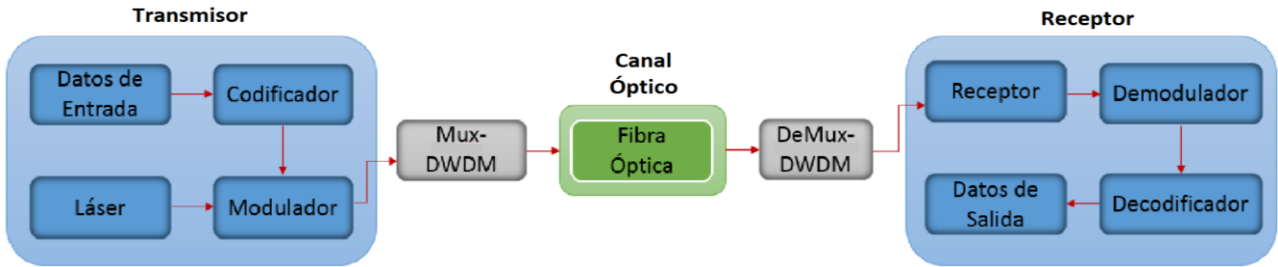 Transmisor
Datos de
Entrada
Codificador
Láser
Modulador
Mux-
DWDM
Canal
Óptico
Fibra
Óptica
DeMux-
DWDM
Receptor
Receptor
Demodulador
Datos de
Salida
Decodificador